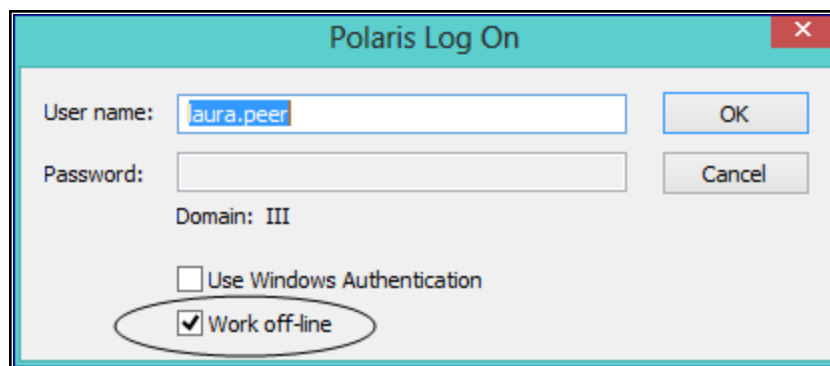 Polaris Log On
User name: laura.peer OK
Password: Cancel
Domain: III
Use Windows Authentication
Work off-line